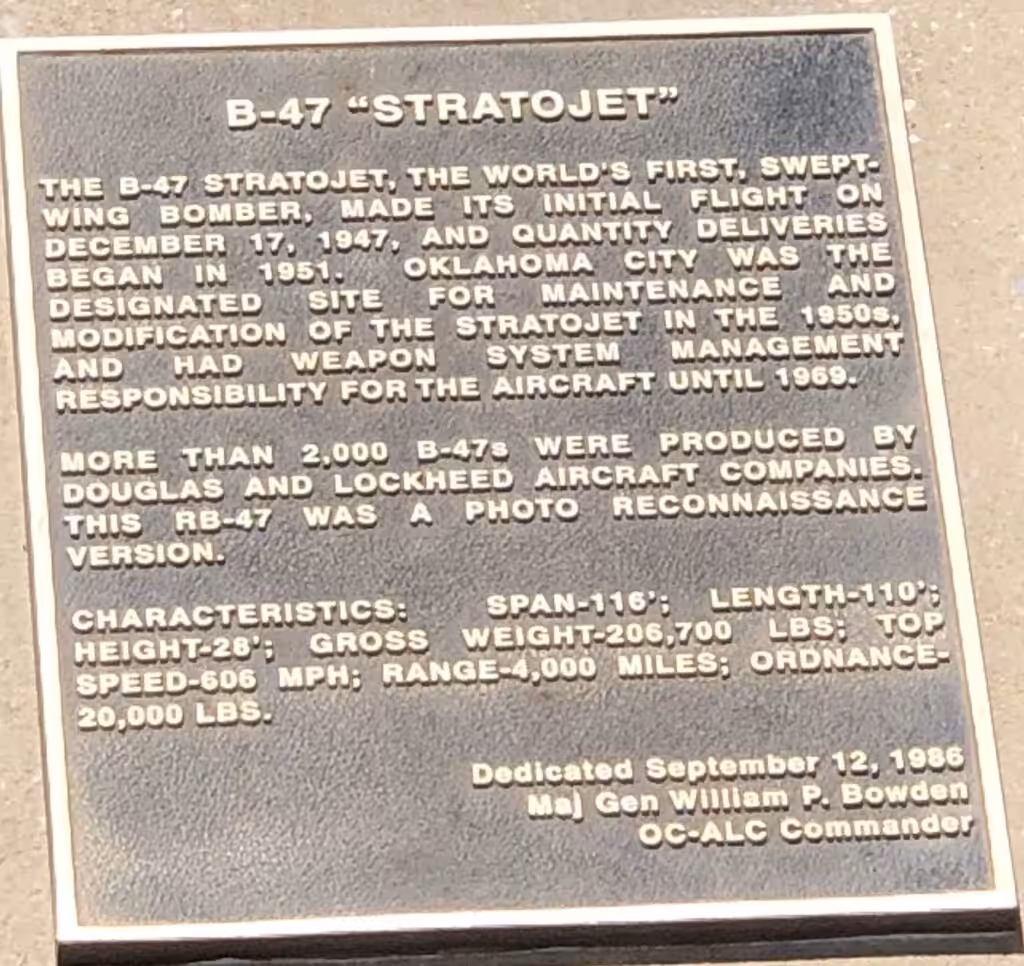 B-47 “STRATOJET”
THE B-47 STRATOJET, THE WORLD'S FIRST, SWEPT-
WING BOMBER, MADE ITS INITIAL FLIGHT ON
DECEMBER 17, 1947, AND QUANTITY DELIVERIES
BEGAN IN 1951. OKLAHOMA CITY WAS THE
DESIGNATED SITE FOR MAINTENANCE AND
MODIFICATION OF THE STRATOJET IN THE 1950s,
AND HAD WEAPON SYSTEM MANAGEMENT
RESPONSIBILITY FOR THE AIRCRAFT UNTIL 1969.
MORE THAN 2,000 B-47s WERE PRODUCED BY
DOUGLAS AND LOCKHEED AIRCRAFT COMPANIES.
THIS RB-47 WAS A PHOTO RECONNAISSANCE
VERSION.
CHARACTERISTICS: SPAN-116'; LENGTH-110';
HEIGHT-28'; GROSS WEIGHT-206,700 LBS; TOP
SPEED-606 MPH; RANGE-4,000 MILES; ORDNANCE-
20,000 LBS.
Dedicated September 12, 1986
Maj Gen William P. Bowden
OC-ALC Commander